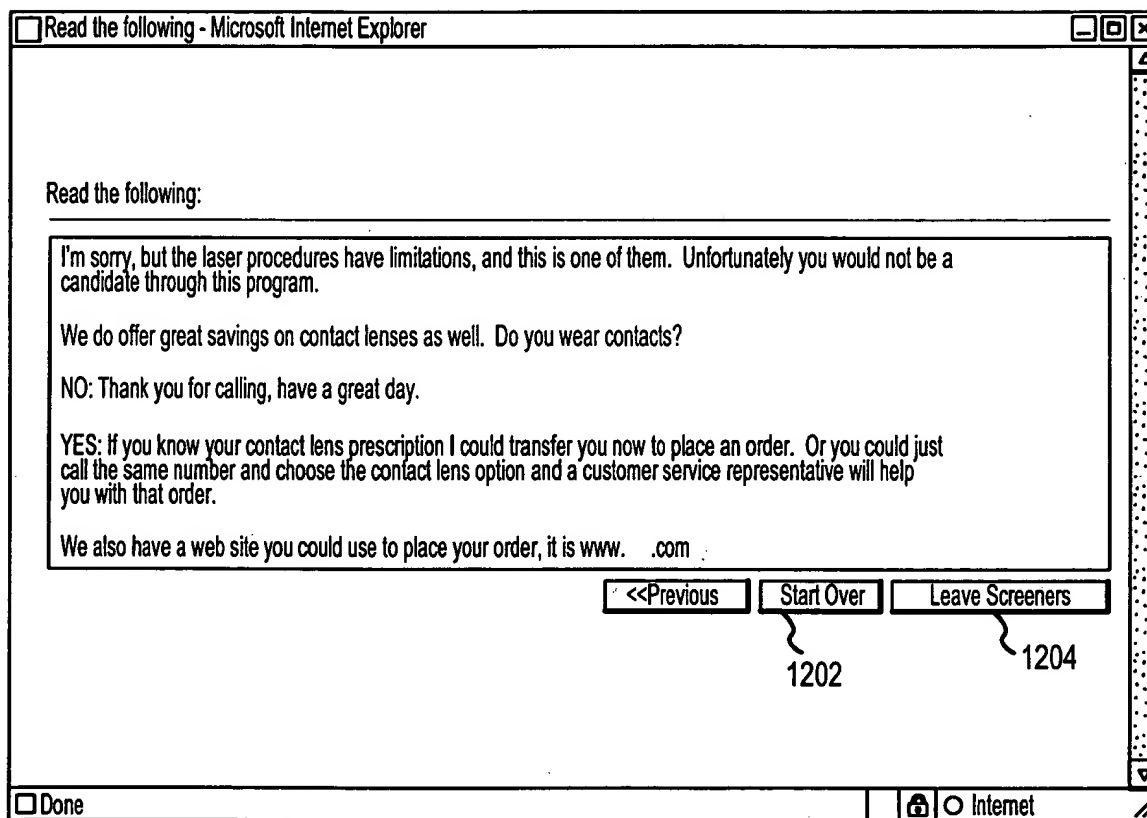 Read the following - Microsoft Internet Explorer
Read the following:
I'm sorry, but the laser procedures have limitations, and this is one of them. Unfortunately you would not be a
candidate through this program.
We do offer great savings on contact lenses as well. Do you wear contacts?
NO: Thank you for calling, have a great day.
YES: If you know your contact lens prescription I could transfer you now to place an order. Or you could just
call the same number and choose the contact lens option and a customer service representative will help
you with that order.
We also have a web site you could use to place your order, it is www. .com
<<Previous Start Over Leave Screeners
1202 1204
Done Internet